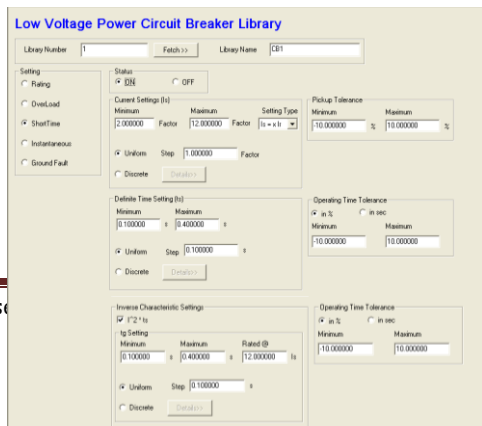 Low Voltage Power Circuit Breaker Library
Library Number 1 Fetch >> Library Name CB1
Setting
Rating
OverLoad
ShortTime
Instantaneous
Ground Fault
Status
ON OFF
Current Settings (Is)
Minimum Maximum Setting Type
2.000000 Factor 12.000000 Factor Is = x Ir
Uniform Step 1.000000 Factor
Discrete Details>>
Pickup Tolerance
Minimum Maximum
-10.000000 % 10.000000 %
Definite Time Setting (ts)
Minimum Maximum
0.100000 s 0.400000 s
Uniform Step 0.100000 s
Discrete Details>>
Operating Time Tolerance
in % in sec
Minimum Maximum
-10.000000 10.000000
Inverse Characteristic Settings
I^2 * ts
tg Setting
Minimum Maximum Rated @
0.100000 s 0.400000 s 12.000000 Is
Uniform Step 0.100000 s
Discrete Details>>
Operating Time Tolerance
in % in sec
Minimum Maximum
-10.000000 10.000000